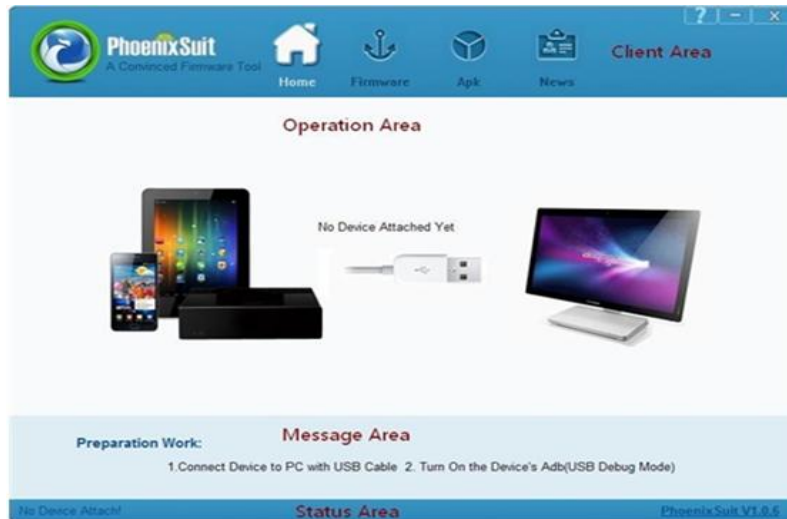 PhoenixSuit
A Convinced Firmware Tool
Home
Firmware
Apk
News
? - x
Client Area
Operation Area
No Device Attached Yet
Message Area
Preparation Work:
1.Connect Device to PC with USB Cable 2. Turn On the Device's Adb(USB Debug Mode)
No Device Attach!
Status Area
PhoenixSuit V1.0.6